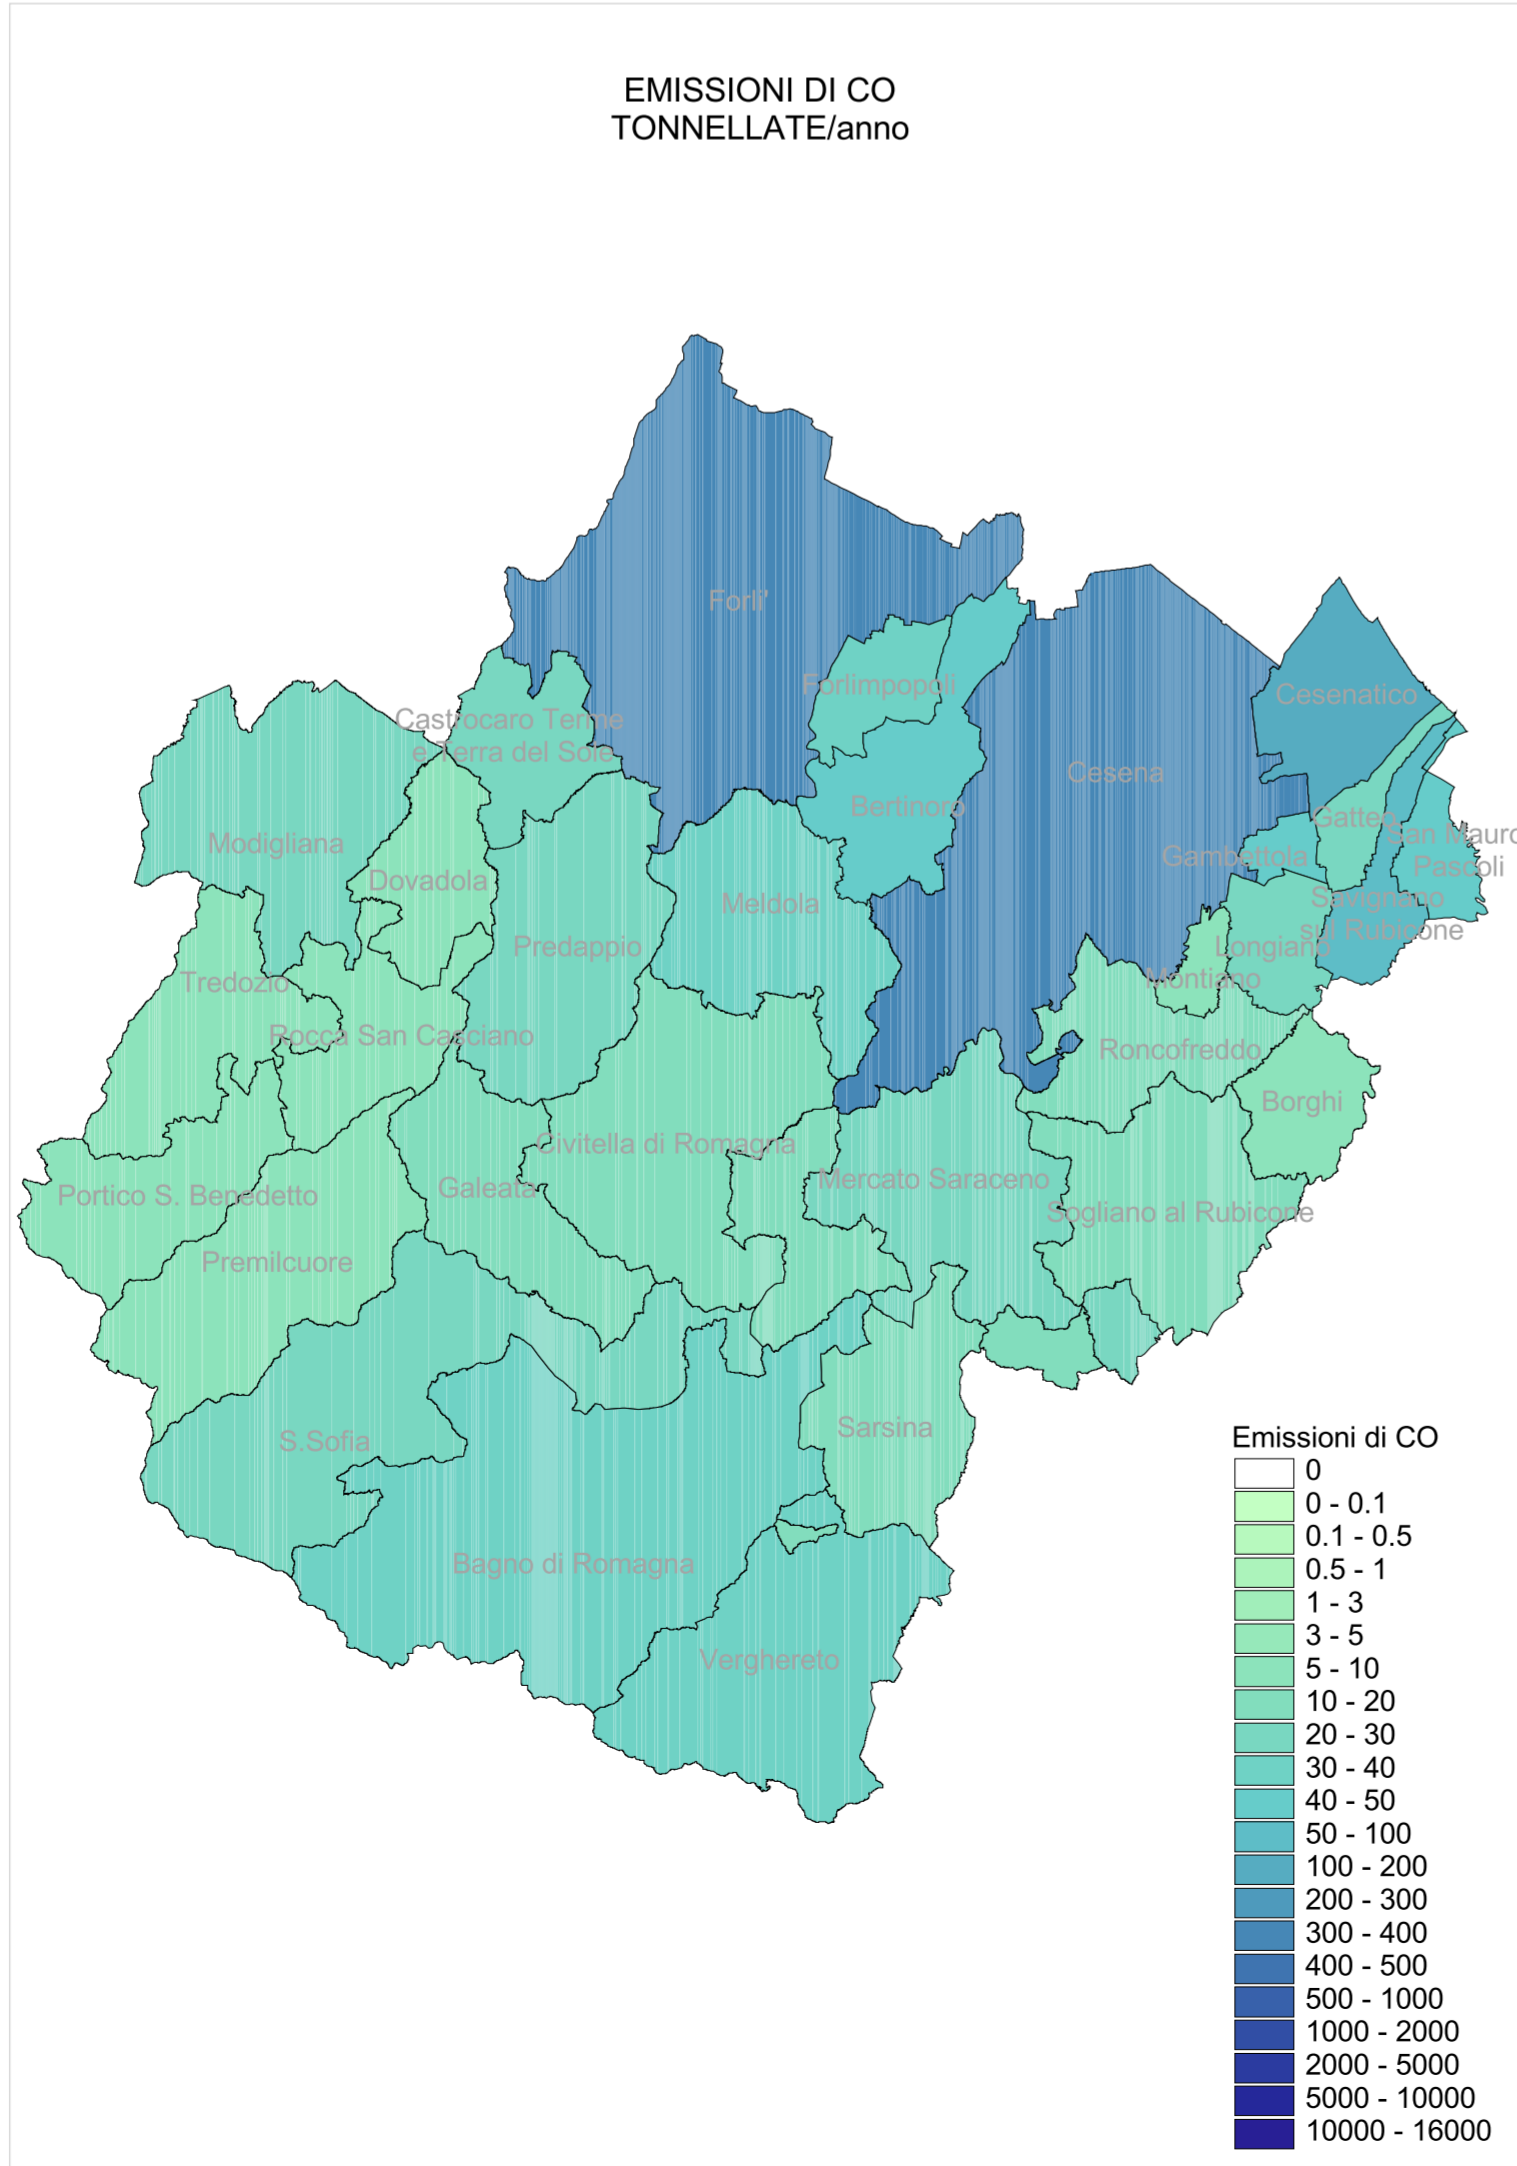 EMISSIONI DI CO
TONNELLATE/anno
Forli'
Forlimpopoli
Cesenatico
Castrocaro Terme
e Terra del Sole
Cesena
Bertinoro
Gatteo
San Mauro
Pascoli
Modigliana
Gambettola
Dovadola
Meldola
Savignano
sul Rubicone
Predappio
Longiano
Montiano
Tredozio
Rocca San Casciano
Roncofreddo
Borghi
Civitella di Romagna
Mercato Saraceno
Galeata
Portico S. Benedetto
Sogliano al Rubicone
Premilcuore
Sarsina
S.Sofia
Bagno di Romagna
Verghereto
Emissioni di CO
0
0 - 0.1
0.1 - 0.5
0.5 - 1
1 - 3
3 - 5
5 - 10
10 - 20
20 - 30
30 - 40
40 - 50
50 - 100
100 - 200
200 - 300
300 - 400
400 - 500
500 - 1000
1000 - 2000
2000 - 5000
5000 - 10000
10000 - 16000